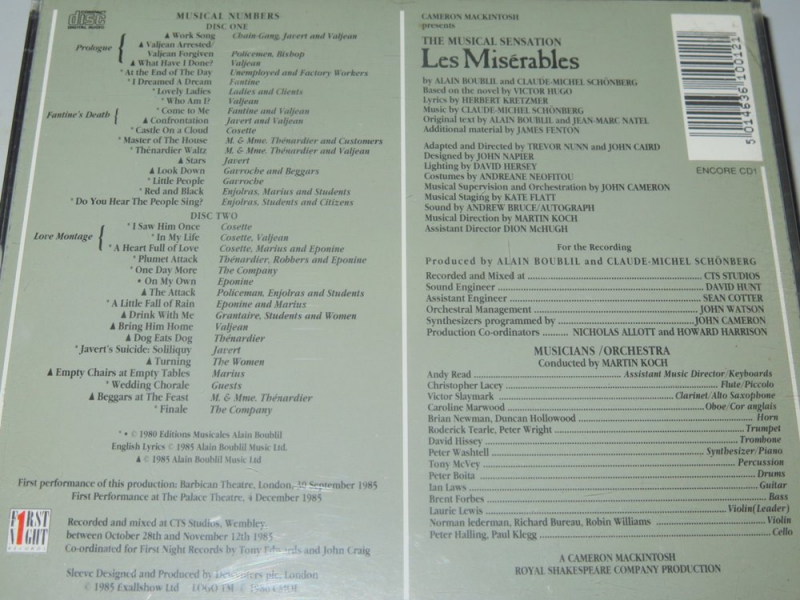 COMPACT
disc
DIGITAL AUDIO
MUSICAL NUMBERS
DISC ONE
Prologue
▲ Work Song Chain-Gang, Javert and Valjean
▲ Valjean Arrested/
Valjean Forgiven Policemen, Bishop
▲ What Have I Done? Valjean
* At the End of The Day Unemployed and Factory Workers
* I Dreamed A Dream Fantine
* Lovely Ladies Ladies and Clients
* Who Am I? Valjean
Fantine's Death
* Come to Me Fantine and Valjean
▲ Confrontation Javert and Valjean
* Castle On a Cloud Cosette
* Master of The House M. & Mme. Thénardier and Customers
* Thénardier Waltz M. & Mme. Thénardier and Valjean
▲ Stars Javert
▲ Look Down Gavroche and Beggars
* Little People Gavroche
* Red and Black Enjolras, Marius and Students
* Do You Hear The People Sing? Enjolras, Students and Citizens
DISC TWO
Love Montage
* I Saw Him Once Cosette
* In My Life Cosette, Valjean
* A Heart Full of Love Cosette, Marius and Eponine
* Plumet Attack Thénardier, Robbers and Eponine
* One Day More The Company
• On My Own Eponine
▲ The Attack Policeman, Enjolras and Students
* A Little Fall of Rain Eponine and Marius
▲ Drink With Me Grantaire, Students and Women
▲ Bring Him Home Valjean
▲ Dog Eats Dog Thénardier
* Javert's Suicide: Soliliquy Javert
▲ Turning The Women
▲ Empty Chairs at Empty Tables Marius
* Wedding Chorale Guests
▲ Beggars at The Feast M. & Mme. Thénardier
* Finale The Company
* • © 1980 Editions Musicales Alain Boublil
English Lyrics © 1985 Alain Boublil Music Ltd
▲ © 1985 Alain Boublil Music Ltd
First performance of this production: Barbican Theatre, London, 30 September 1985
First Performance at The Palace Theatre, 4 December 1985
FIRST
NIGHT
RECORDS
Recorded and mixed at CTS Studios, Wembley
between October 28th and November 12th 1985
Co-ordinated for First Night Records by Tony Edwards and John Craig
Sleeve Designed and Produced by Dewynters plc, London
© 1985 Exallshow Ltd LOGO TM © 1986 CMOL
CAMERON MACKINTOSH
presents
THE MUSICAL SENSATION
Les Misérables
by ALAIN BOUBLIL and CLAUDE-MICHEL SCHÖNBERG
Based on the novel by VICTOR HUGO
Lyrics by HERBERT KRETZMER
Music by CLAUDE-MICHEL SCHÖNBERG
Original text by ALAIN BOUBLIL and JEAN-MARC NATEL
Additional material by JAMES FENTON
5 014636 100121
Adapted and Directed by TREVOR NUNN and JOHN CAIRD
Designed by JOHN NAPIER
Lighting by DAVID HERSEY
Costumes by ANDREANE NEOFITOU
Musical Supervision and Orchestration by JOHN CAMERON
Musical Staging by KATE FLATT
Sound by ANDREW BRUCE/AUTOGRAPH
Musical Direction by MARTIN KOCH
Assistant Director DION McHUGH
ENCORE CD1
For the Recording
Produced by ALAIN BOUBLIL and CLAUDE-MICHEL SCHÖNBERG
Recorded and Mixed at CTS STUDIOS
Sound Engineer DAVID HUNT
Assistant Engineer SEAN COTTER
Orchestral Management JOHN WATSON
Synthesizers programmed by JOHN CAMERON
Production Co-ordinators NICHOLAS ALLOTT and HOWARD HARRISON
MUSICIANS /ORCHESTRA
Conducted by MARTIN KOCH
Andy Read Assistant Music Director/Keyboards
Christopher Lacey Flute/Piccolo
Victor Slaymark Clarinet/Alto Saxophone
Caroline Marwood Oboe/Cor anglais
Brian Newman, Duncan Hollowood Horn
Roderick Tearle, Peter Wright Trumpet
David Hissey Trombone
Peter Washtell Synthesizer/Piano
Tony McVey Percussion
Peter Boita Drums
Ian Laws Guitar
Brent Forbes Bass
Laurie Lewis Violin(Leader)
Norman Iederman, Richard Bureau, Robin Williams Violin
Peter Halling, Paul Klegg Cello
A CAMERON MACKINTOSH
ROYAL SHAKESPEARE COMPANY PRODUCTION